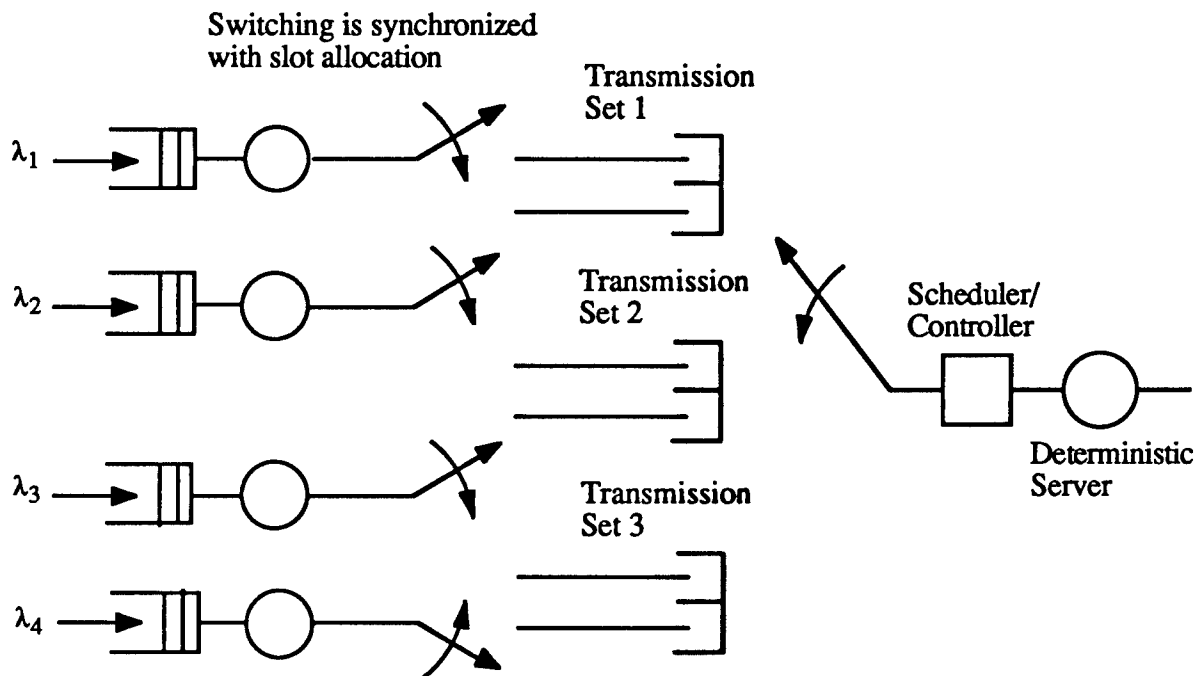 Switching is synchronized
with slot allocation
Transmission
Set 1
λ1
λ2
Transmission
Set 2
Scheduler/
Controller
Deterministic
Server
λ3
Transmission
Set 3
λ4